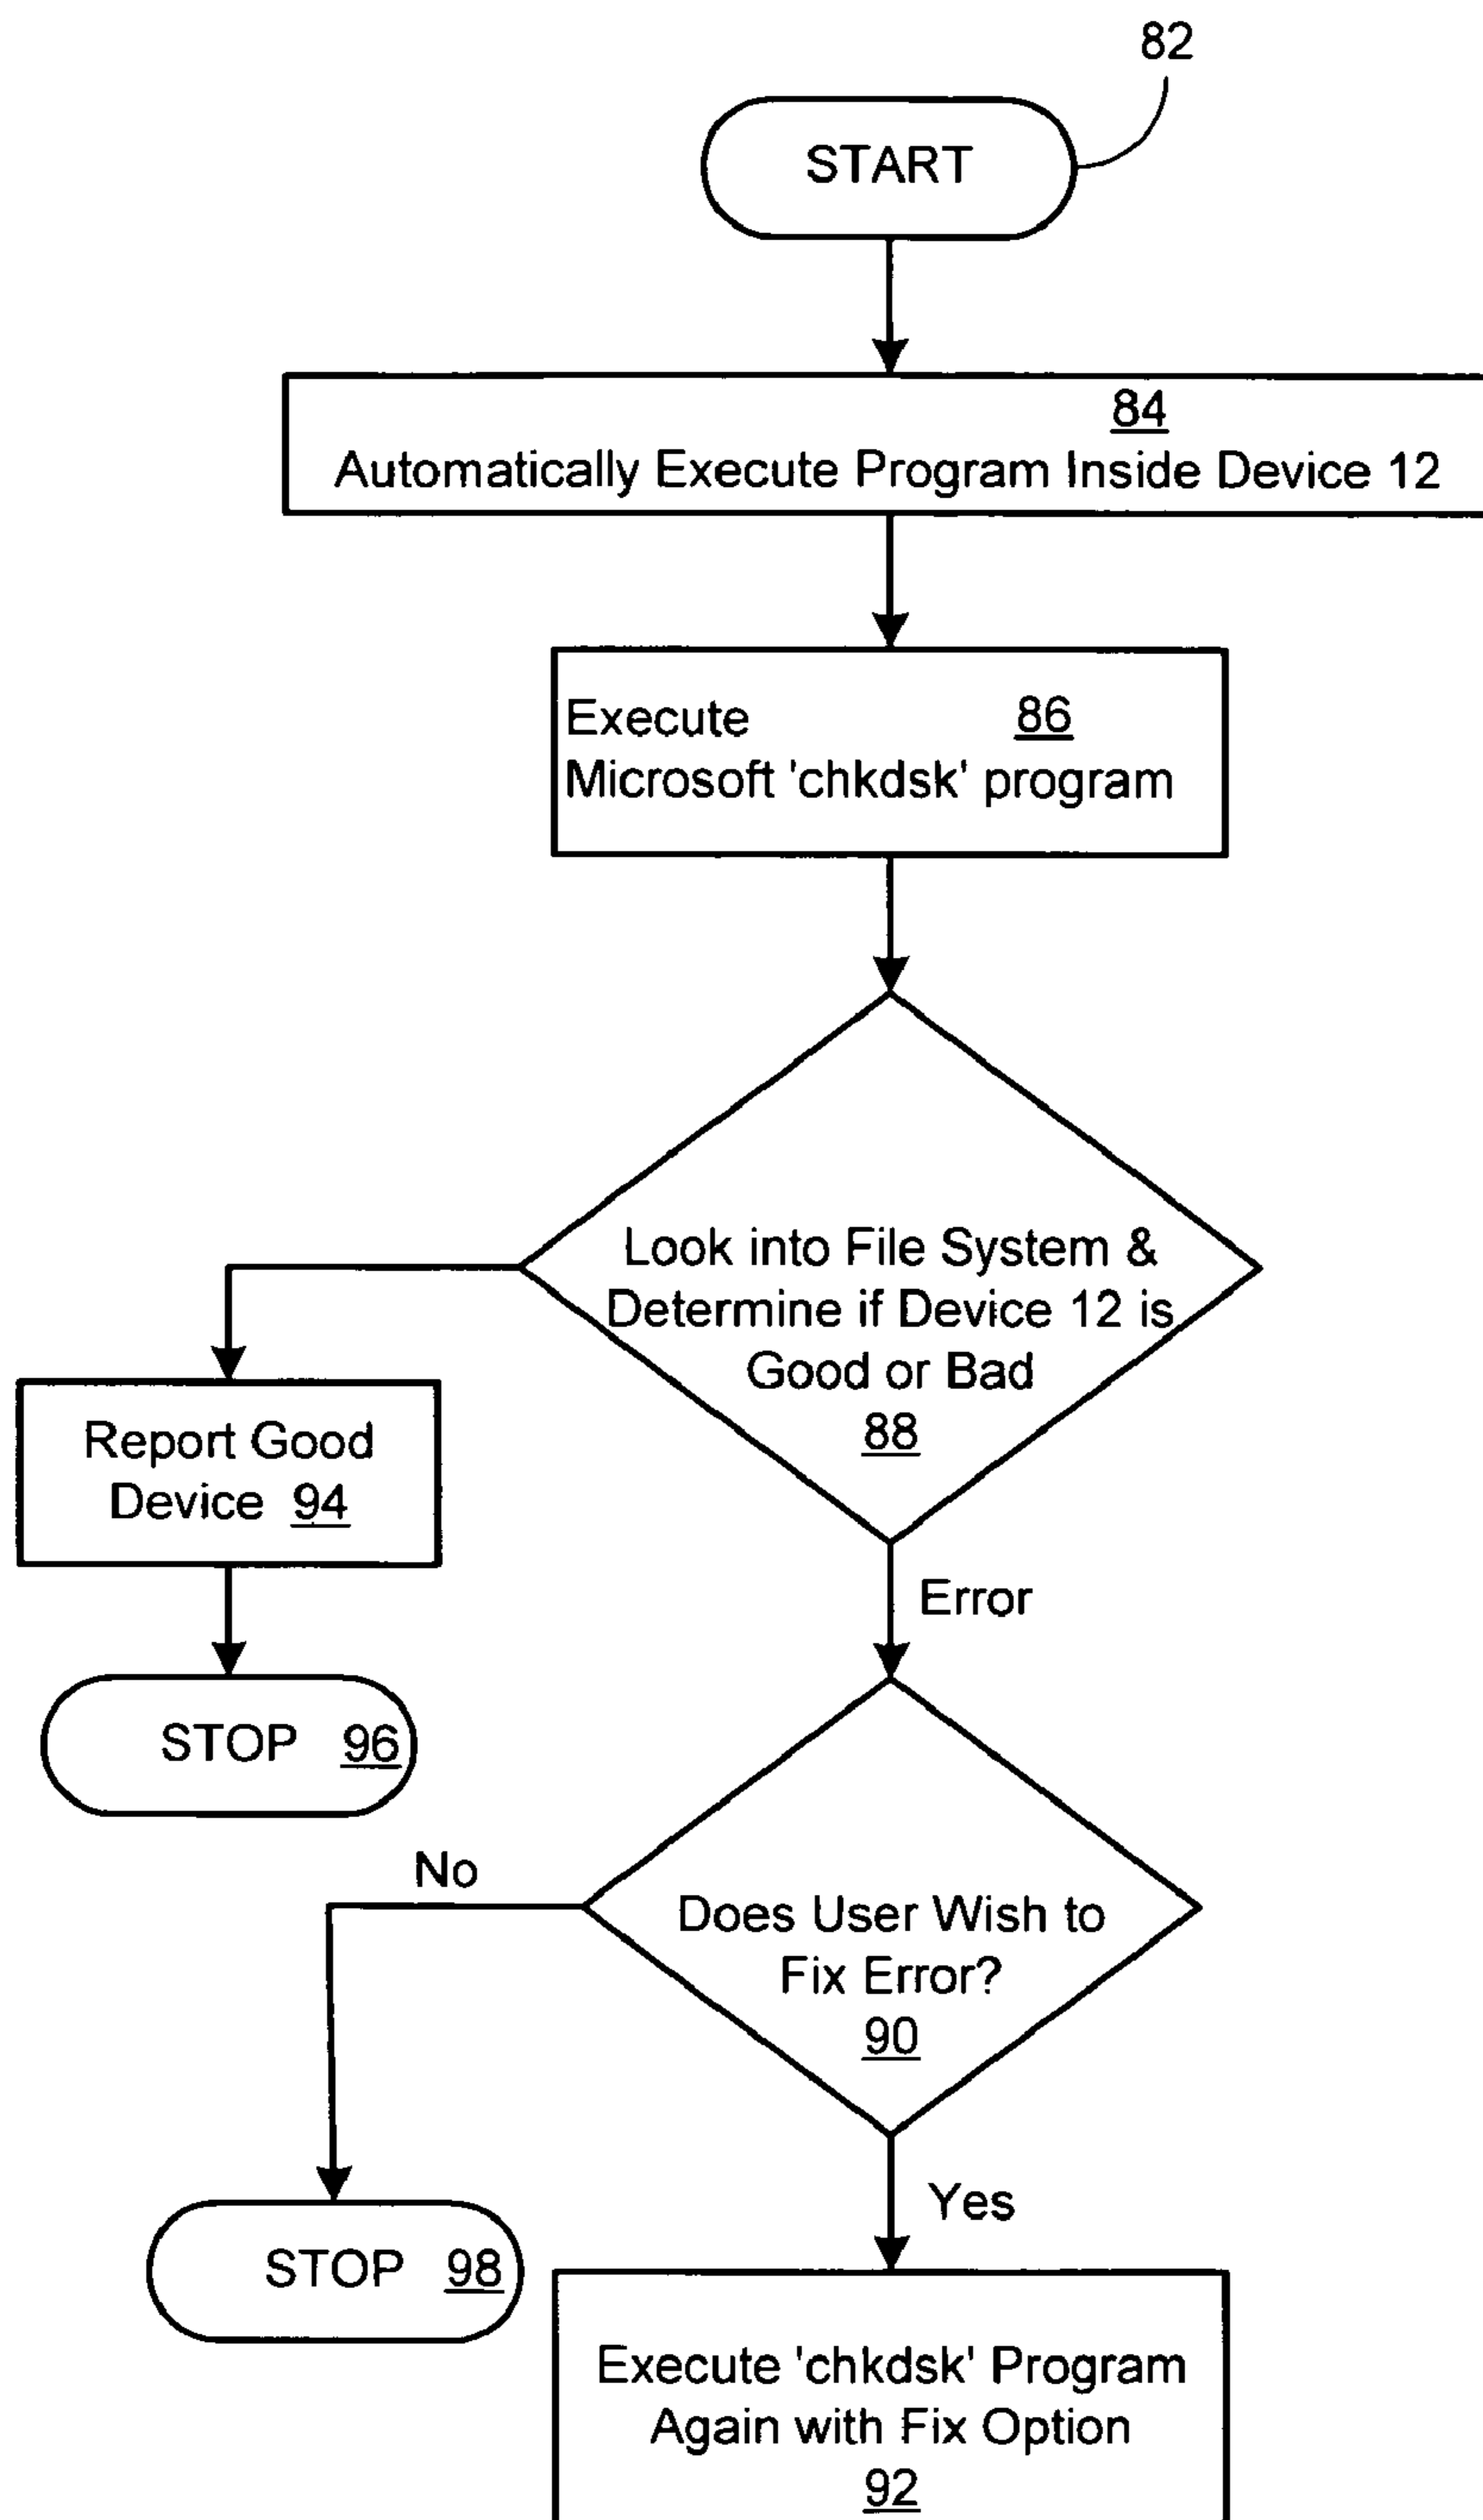 82
START
84
Automatically Execute Program Inside Device 12
Execute 86
Microsoft 'chkdsk' program
Look into File System &
Determine if Device 12 is
Good or Bad
88
Report Good
Device 94
Error
STOP 96
No
Does User Wish to
Fix Error?
90
Yes
STOP 98
Execute 'chkdsk' Program
Again with Fix Option
92